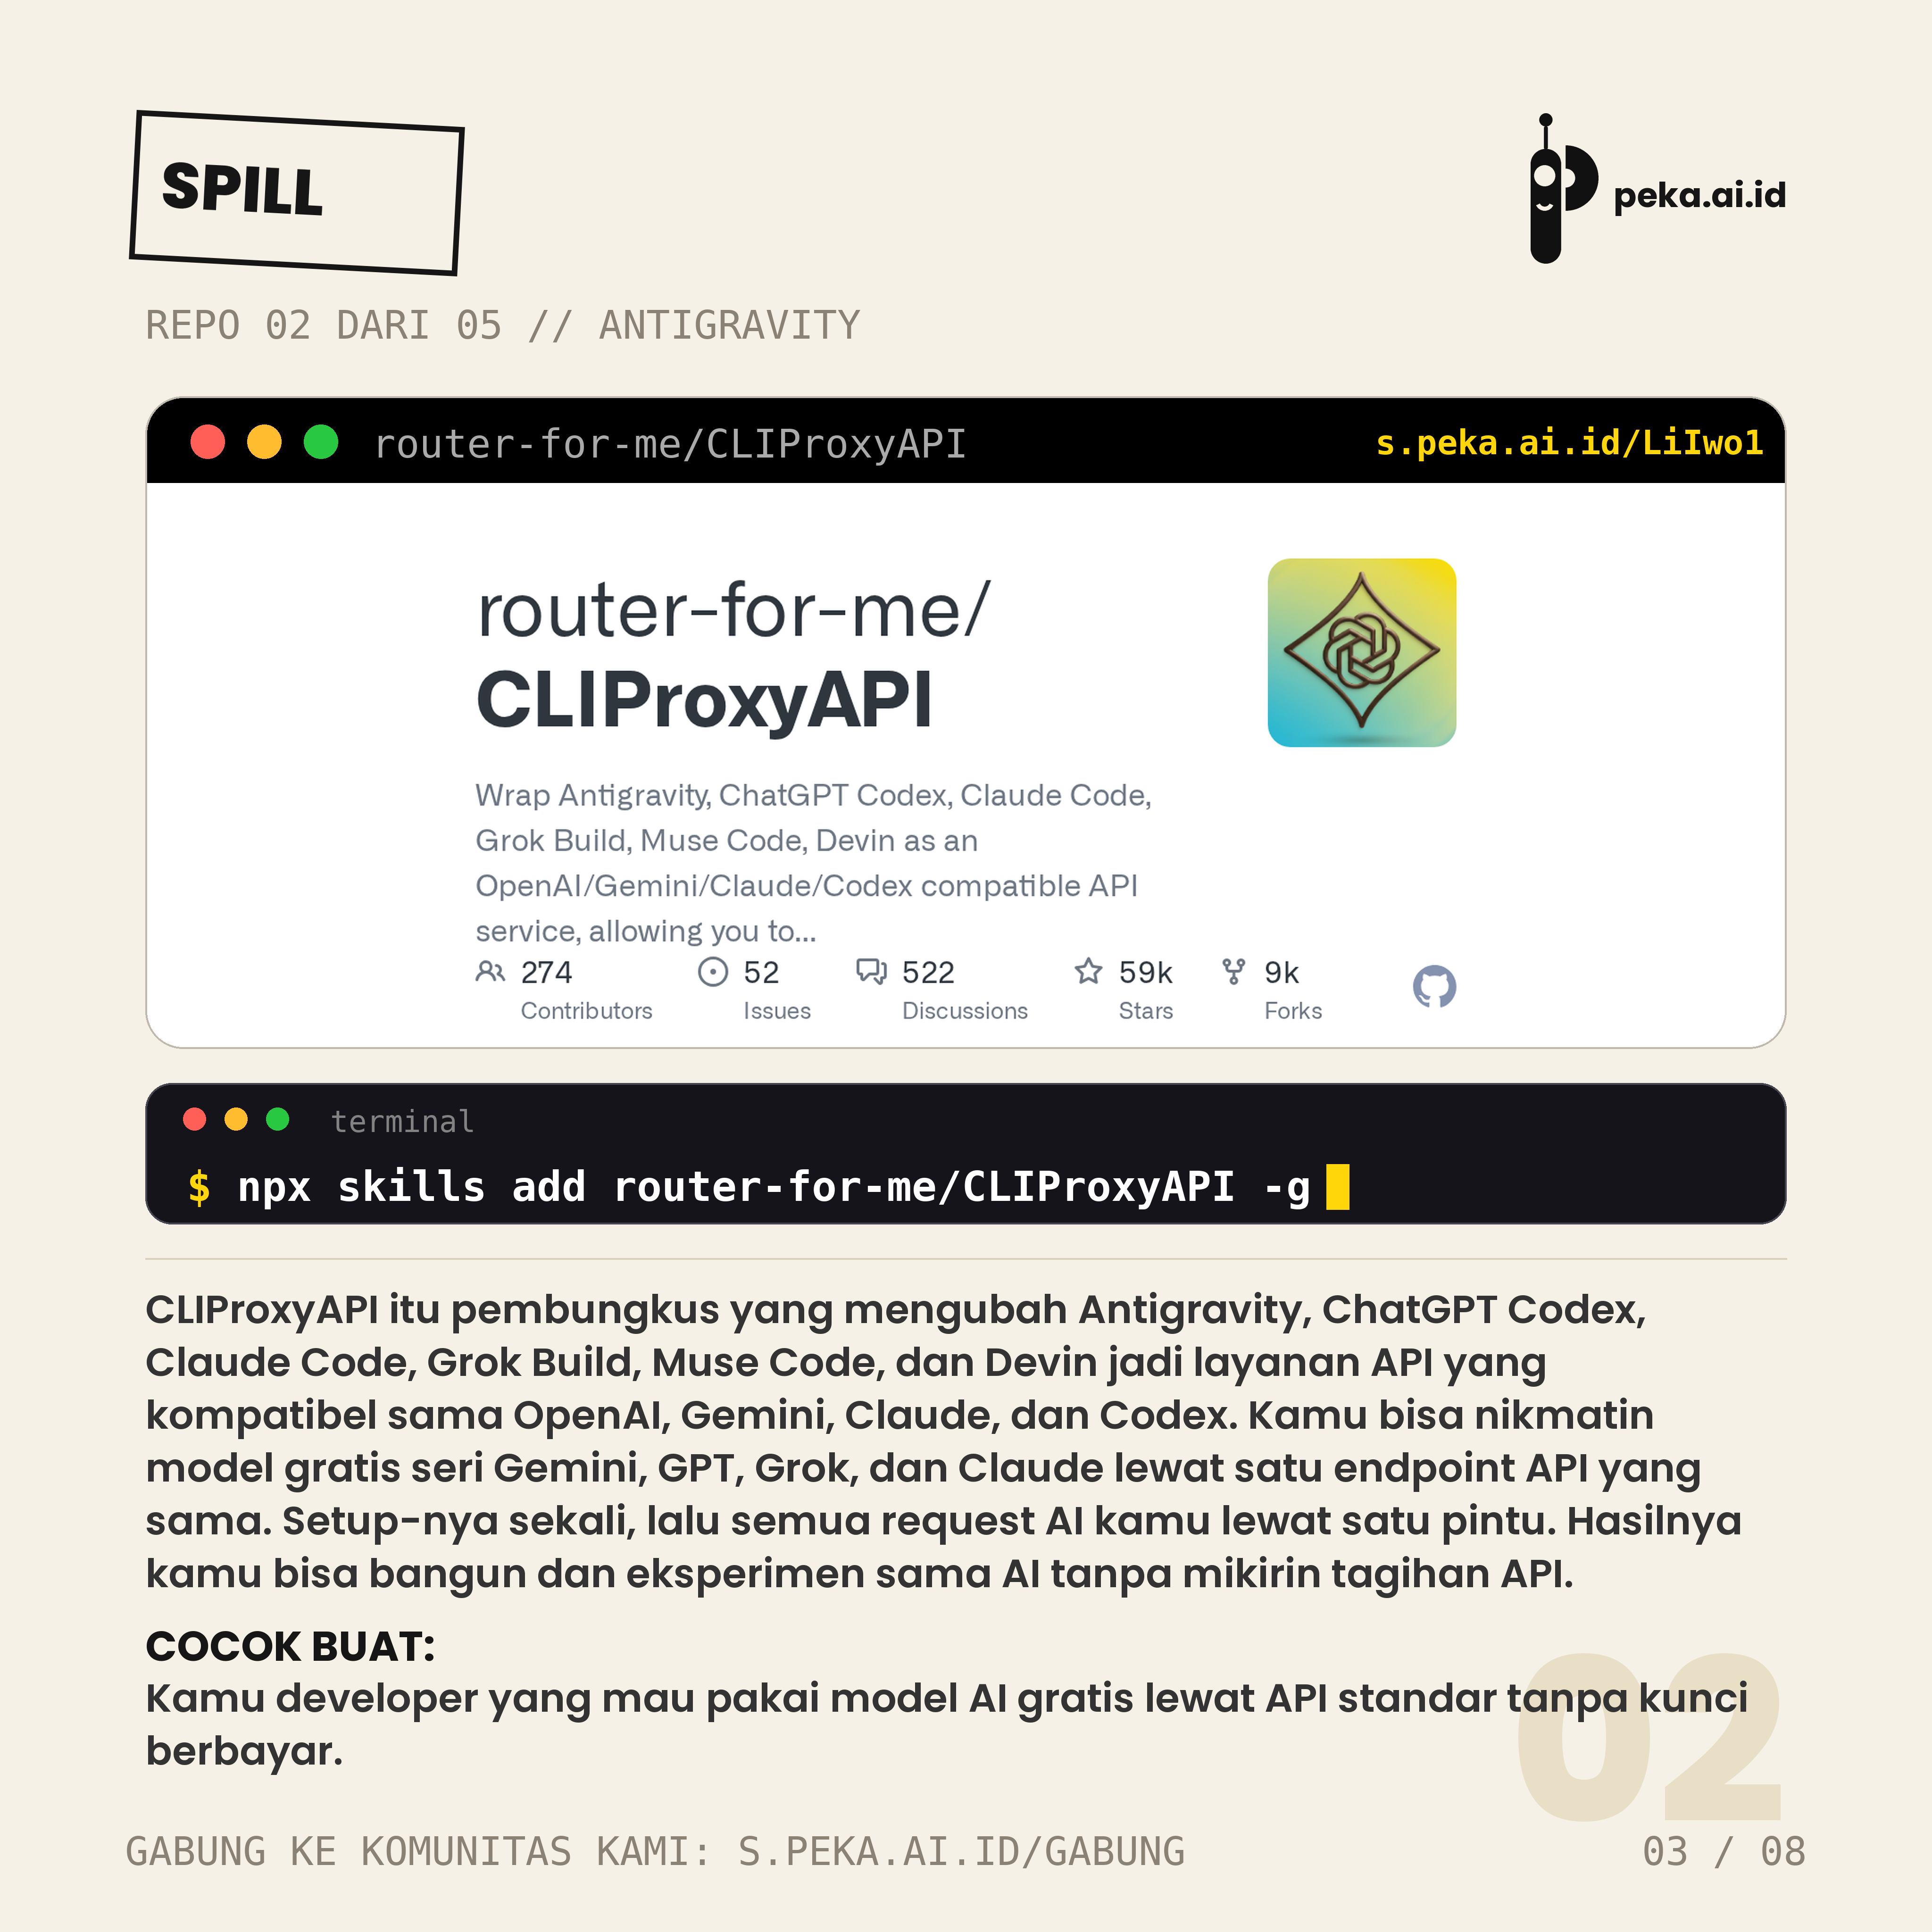 SPILL
peka.ai.id
REPO 02 DARI 05 // ANTIGRAVITY
router-for-me/CLIProxyAPI
s.peka.ai.id/LiIwo1
router-for-me/
CLIProxyAPI
Wrap Antigravity, ChatGPT Codex, Claude Code,
Grok Build, Muse Code, Devin as an
OpenAI/Gemini/Claude/Codex compatible API
service, allowing you to...
274 52 522 59k 9k
Contributors Issues Discussions Stars Forks
terminal
$ npx skills add router-for-me/CLIProxyAPI -g
CLIProxyAPI itu pembungkus yang mengubah Antigravity, ChatGPT Codex,
Claude Code, Grok Build, Muse Code, dan Devin jadi layanan API yang
kompatibel sama OpenAI, Gemini, Claude, dan Codex. Kamu bisa nikmatin
model gratis seri Gemini, GPT, Grok, dan Claude lewat satu endpoint API yang
sama. Setup-nya sekali, lalu semua request AI kamu lewat satu pintu. Hasilnya
kamu bisa bangun dan eksperimen sama AI tanpa mikirin tagihan API.
COCOK BUAT:
Kamu developer yang mau pakai model AI gratis lewat API standar tanpa kunci
berbayar.
02
GABUNG KE KOMUNITAS KAMI: S.PEKA.AI.ID/GABUNG
03 / 08